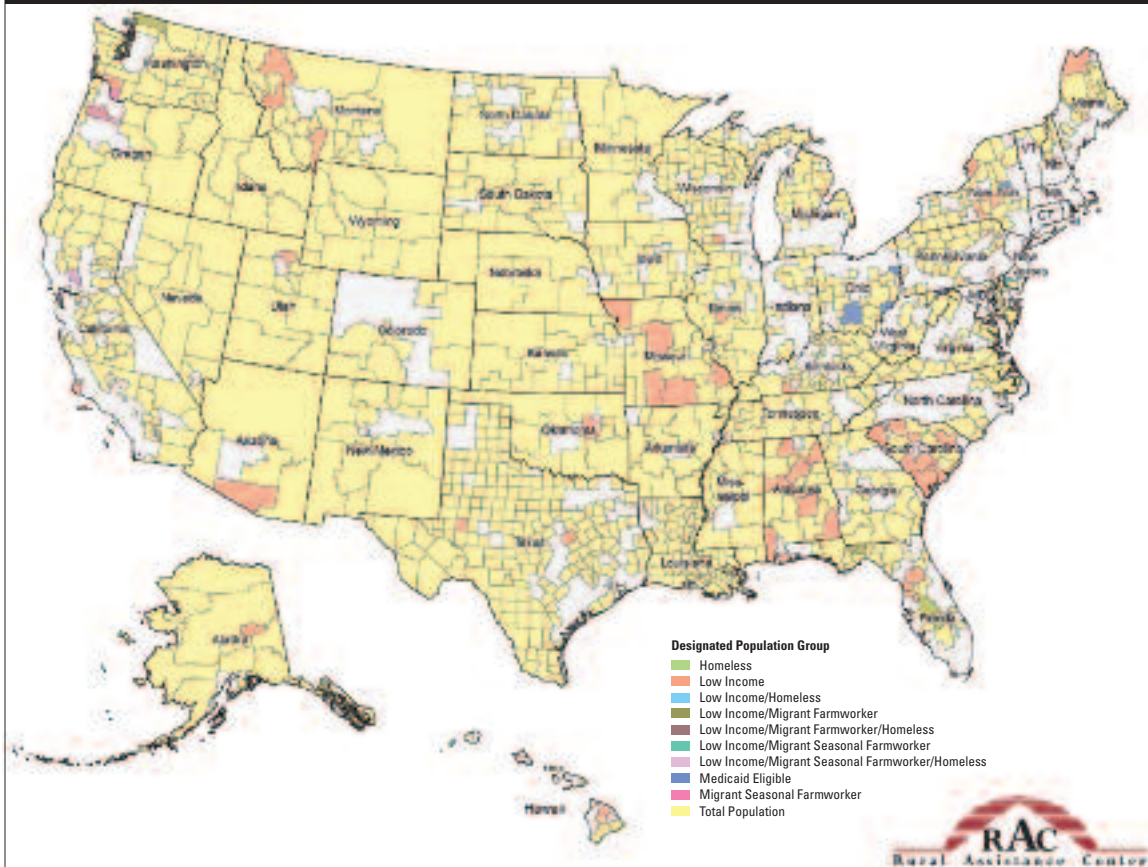 Washington
Montana
North Dakota
Minnesota
Maine
VT
Oregon
Idaho
South Dakota
Wisconsin
Michigan
Wyoming
Iowa
Pennsylvania
Nebraska
Nevada
Utah
Illinois
Indiana
Ohio
Colorado
California
Kansas
Missouri
West
Virginia
Virginia
Kentucky
North Carolina
Tennessee
Arizona
New Mexico
Oklahoma
Arkansas
South Carolina
Alabama
Georgia
Texas
Louisiana
Florida
Alaska
Hawaii
Designated Population Group
Homeless
Low Income
Low Income/Homeless
Low Income/Migrant Farmworker
Low Income/Migrant Farmworker/Homeless
Low Income/Migrant Seasonal Farmworker
Low Income/Migrant Seasonal Farmworker/Homeless
Medicaid Eligible
Migrant Seasonal Farmworker
Total Population
RAC
Rural Assistance Center